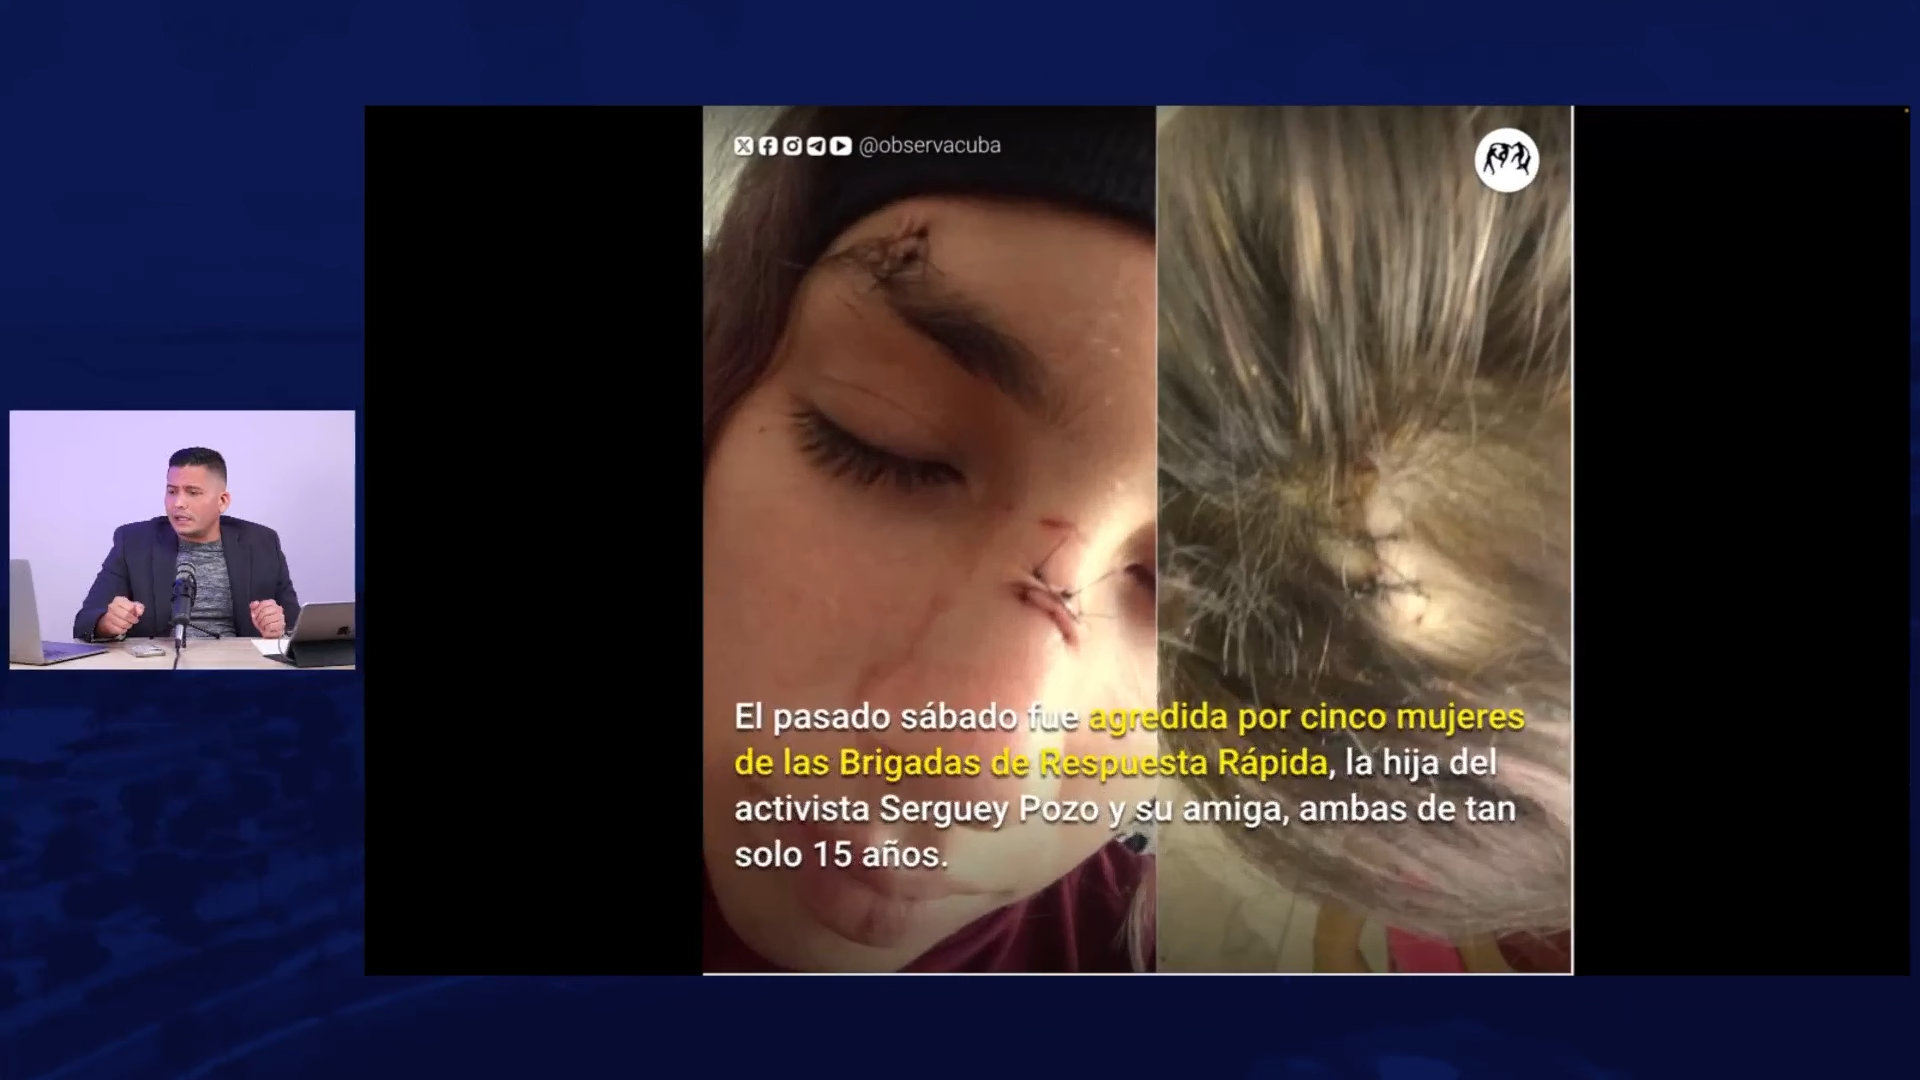 @observacuba
El pasado sábado fue agredida por cinco mujeres
de las Brigadas de Respuesta Rápida, la hija del
activista Serguey Pozo y su amiga, ambas de tan
solo 15 años.